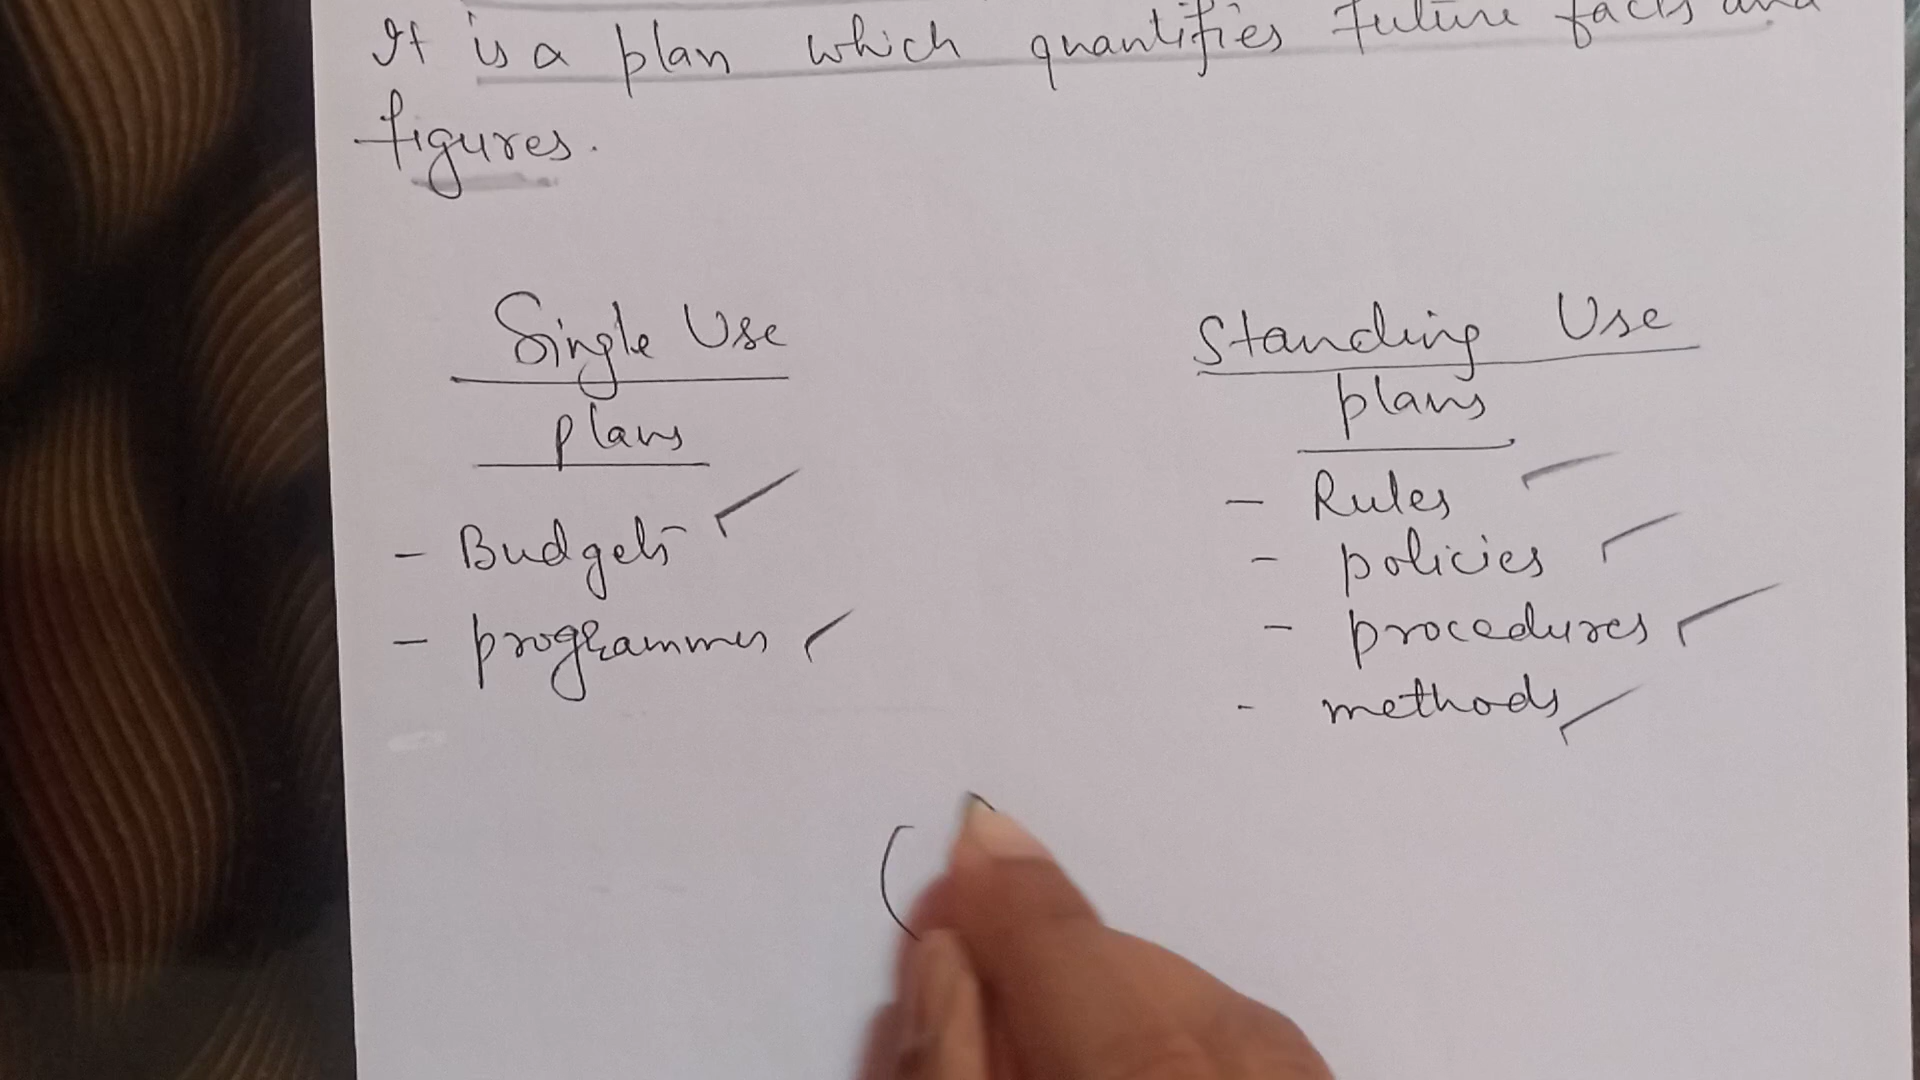 It is a plan which quantifies future facts and
figures.
Single Use
plans
- Budgets
- programmes
Standing Use
plans
- Rules
- policies
- procedures
- methods
(